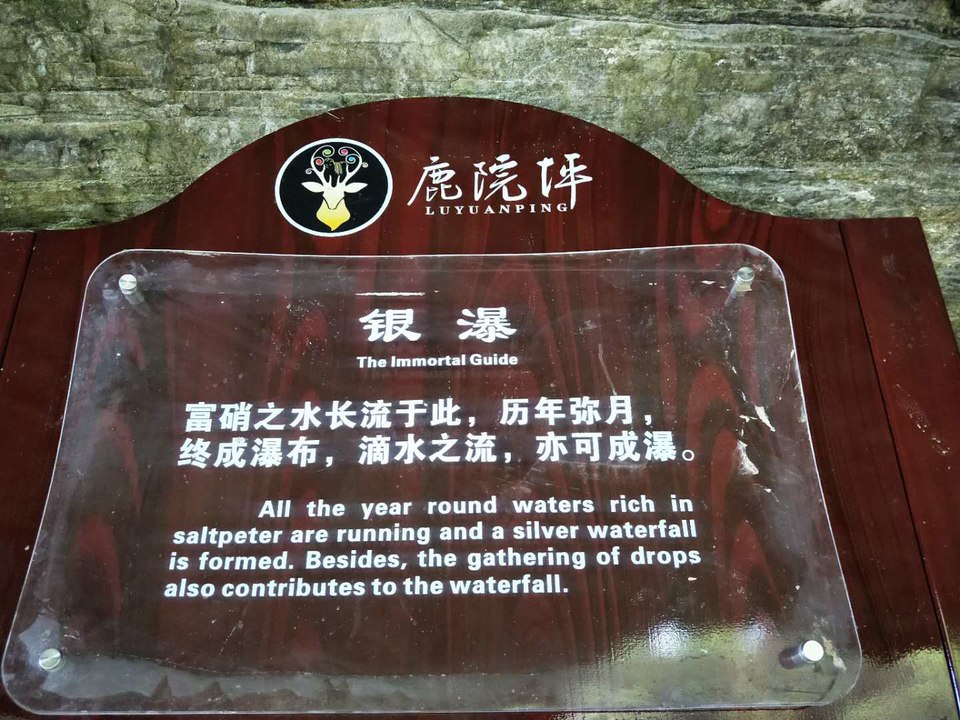 鹿院坪
LUYUANPING
银瀑
The Immortal Guide
富硝之水长流于此，历年弥月，
终成瀑布，滴水之流，亦可成瀑。
All the year round waters rich in
saltpeter are running and a silver waterfall
is formed. Besides, the gathering of drops
also contributes to the waterfall.